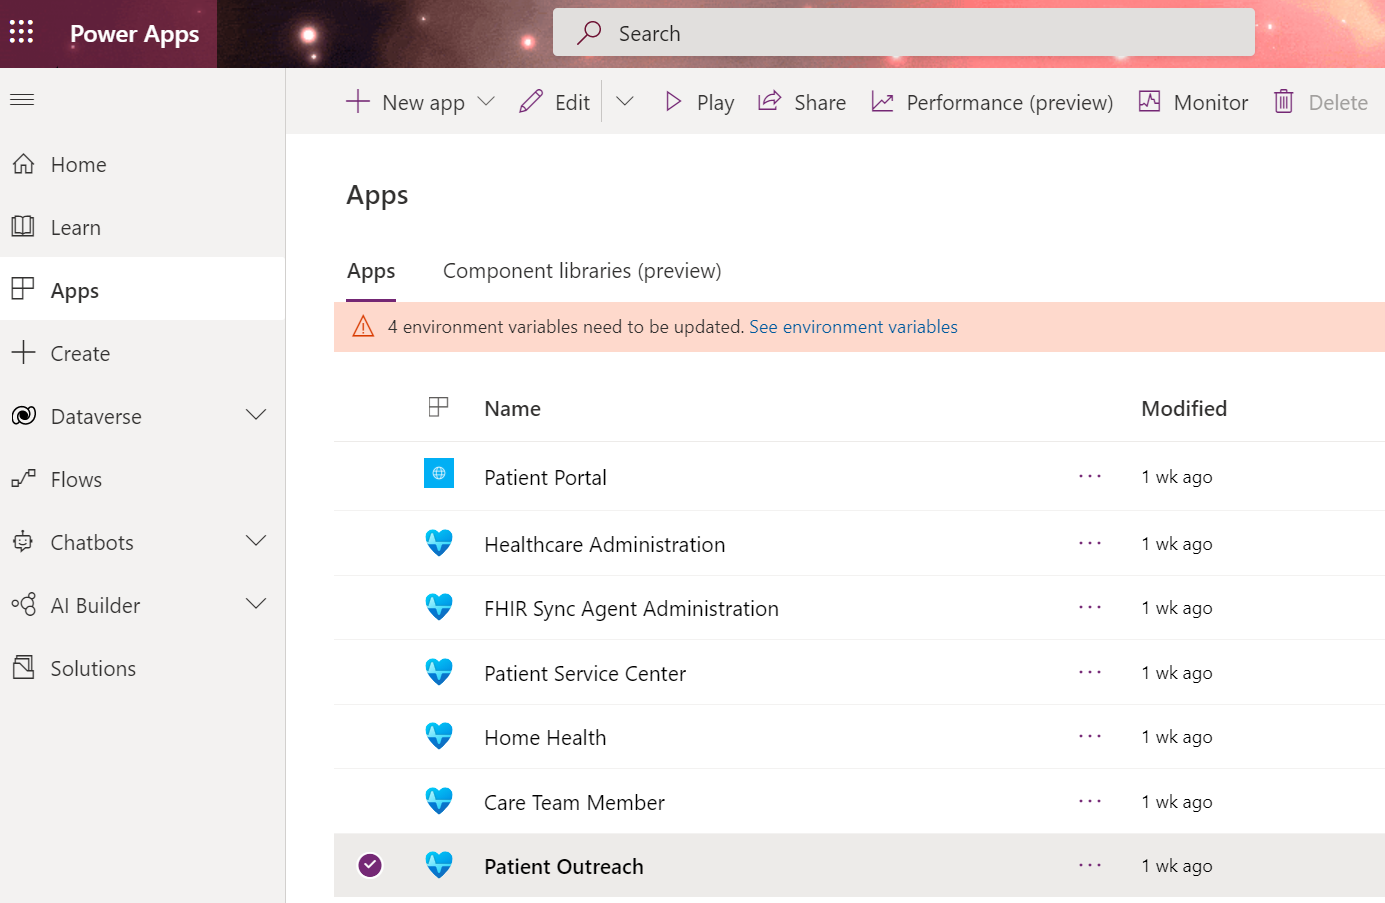 Power Apps
Search
New app
Edit
Play
Share
Performance (preview)
Monitor
Delete
Home
Learn
Apps
Create
Dataverse
Flows
Chatbots
AI Builder
Solutions
Apps
Apps
Component libraries (preview)
4 environment variables need to be updated. See environment variables
Name Modified
Patient Portal ... 1 wk ago
Healthcare Administration ... 1 wk ago
FHIR Sync Agent Administration ... 1 wk ago
Patient Service Center ... 1 wk ago
Home Health ... 1 wk ago
Care Team Member ... 1 wk ago
Patient Outreach ... 1 wk ago